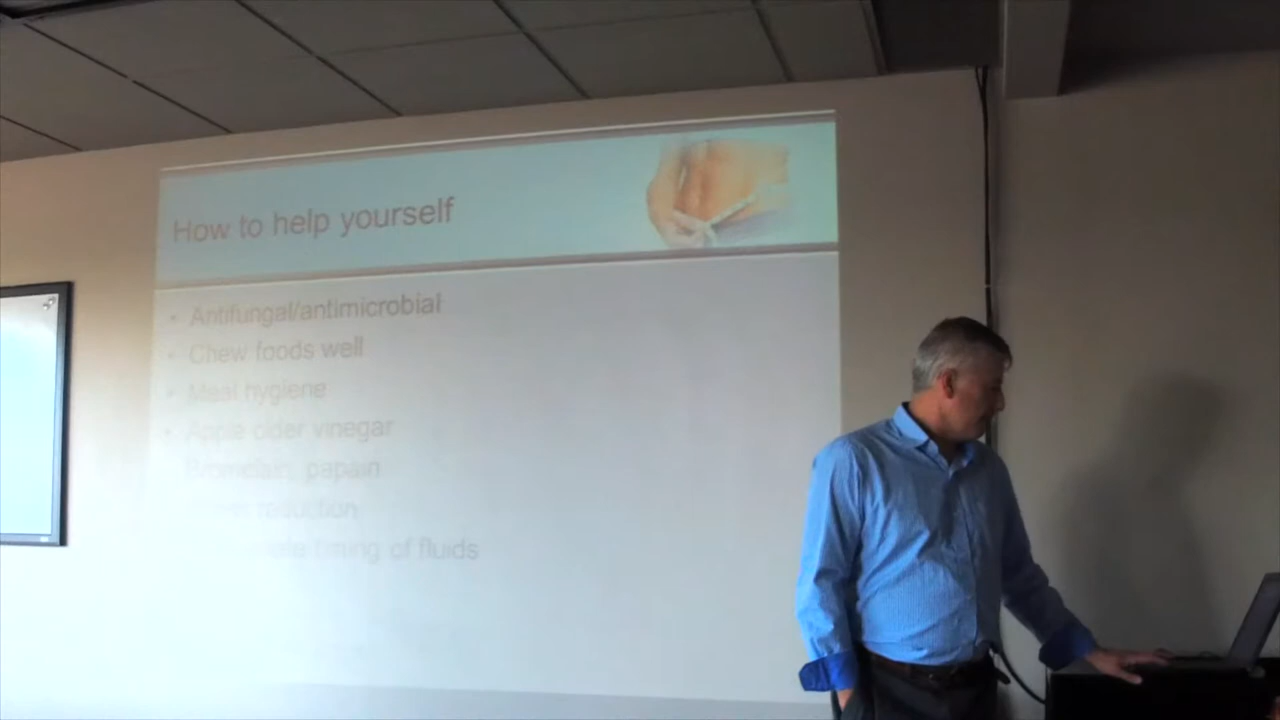 How to help yourself
• Antifungal/antimicrobial
• Chew foods well
• Meal hygiene
• Apple cider vinegar
Bromelain, papain
reduction
timing of fluids